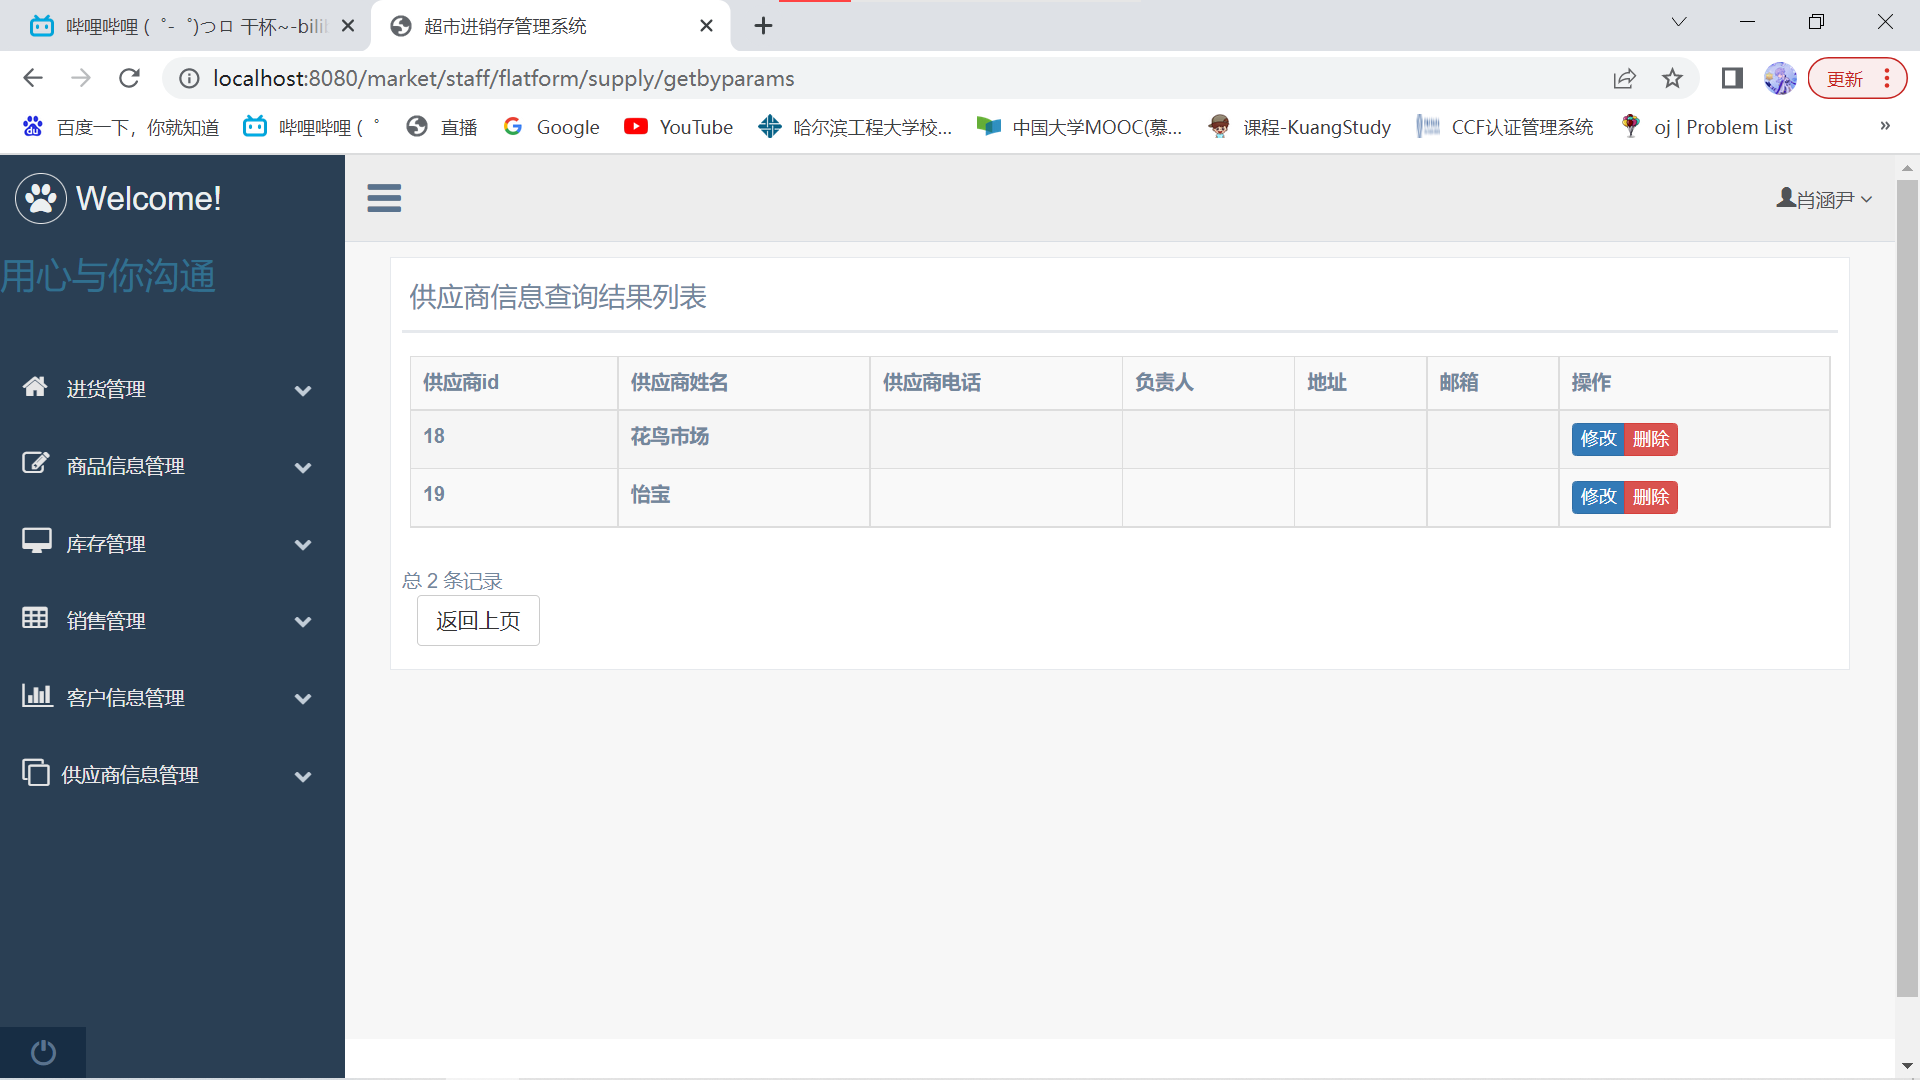 哔哩哔哩 (゜-゜)つロ 干杯~-bili
超市进销存管理系统
localhost:8080/market/staff/flatform/supply/getbyparams
更新
百度一下，你就知道
哔哩哔哩 (゜
直播
Google
YouTube
哈尔滨工程大学校...
中国大学MOOC(慕...
课程-KuangStudy
CCF认证管理系统
oj | Problem List
»
Welcome!
肖涵尹
用心与你沟通
进货管理
商品信息管理
库存管理
销售管理
客户信息管理
供应商信息管理
供应商信息查询结果列表
供应商id 供应商姓名 供应商电话 负责人 地址 邮箱 操作
18 花鸟市场 修改 删除
19 怡宝 修改 删除
总 2 条记录
返回上页